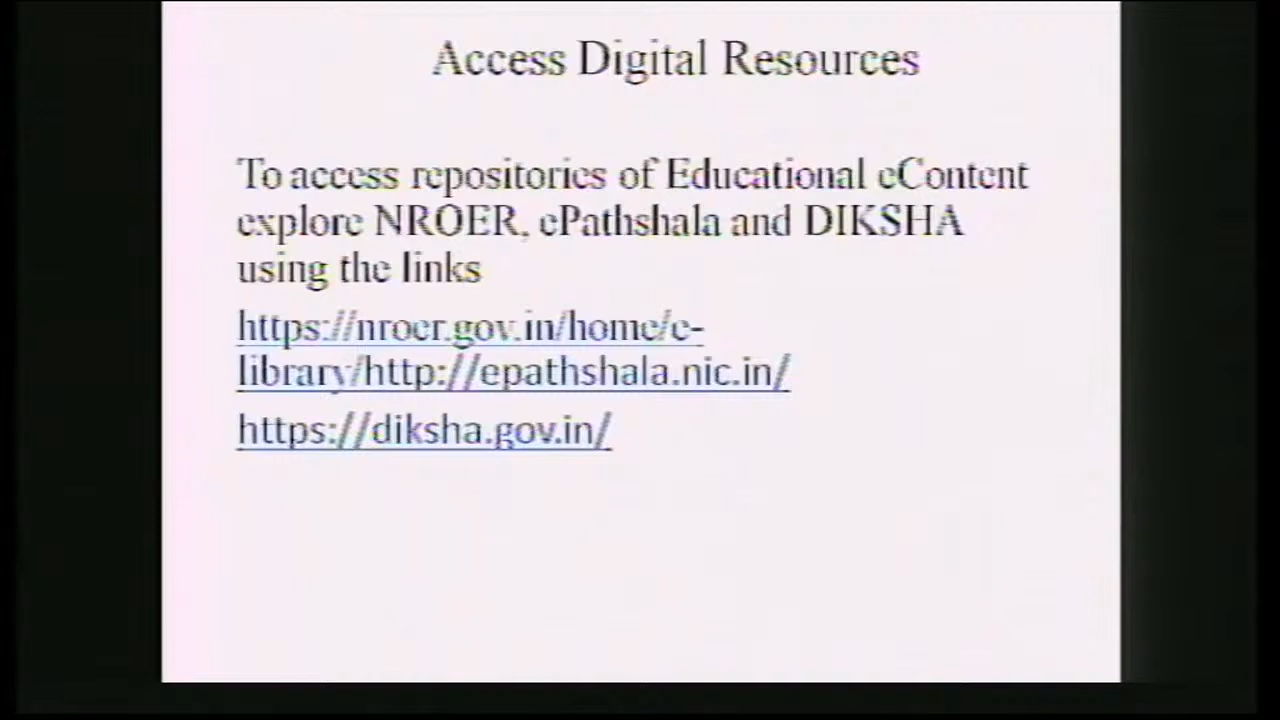 Access Digital Resources
To access repositories of Educational eContent
explore NROER, ePathshala and DIKSHA
using the links
https://nroer.gov.in/home/e-
library/http://epathshala.nic.in/
https://diksha.gov.in/